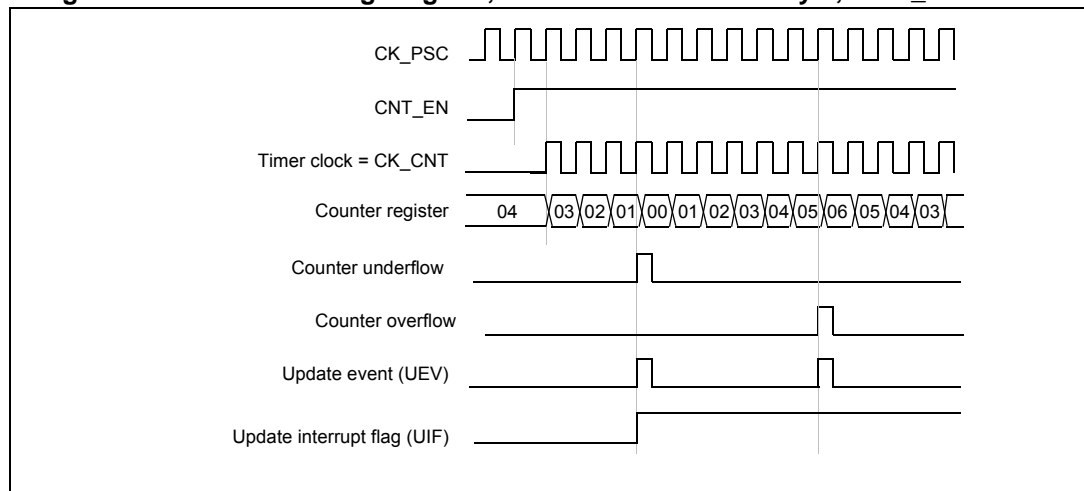 CK_PSC
CNT_EN
Timer clock = CK_CNT
Counter register 04 03 02 01 00 01 02 03 04 05 06 05 04 03
Counter underflow
Counter overflow
Update event (UEV)
Update interrupt flag (UIF)